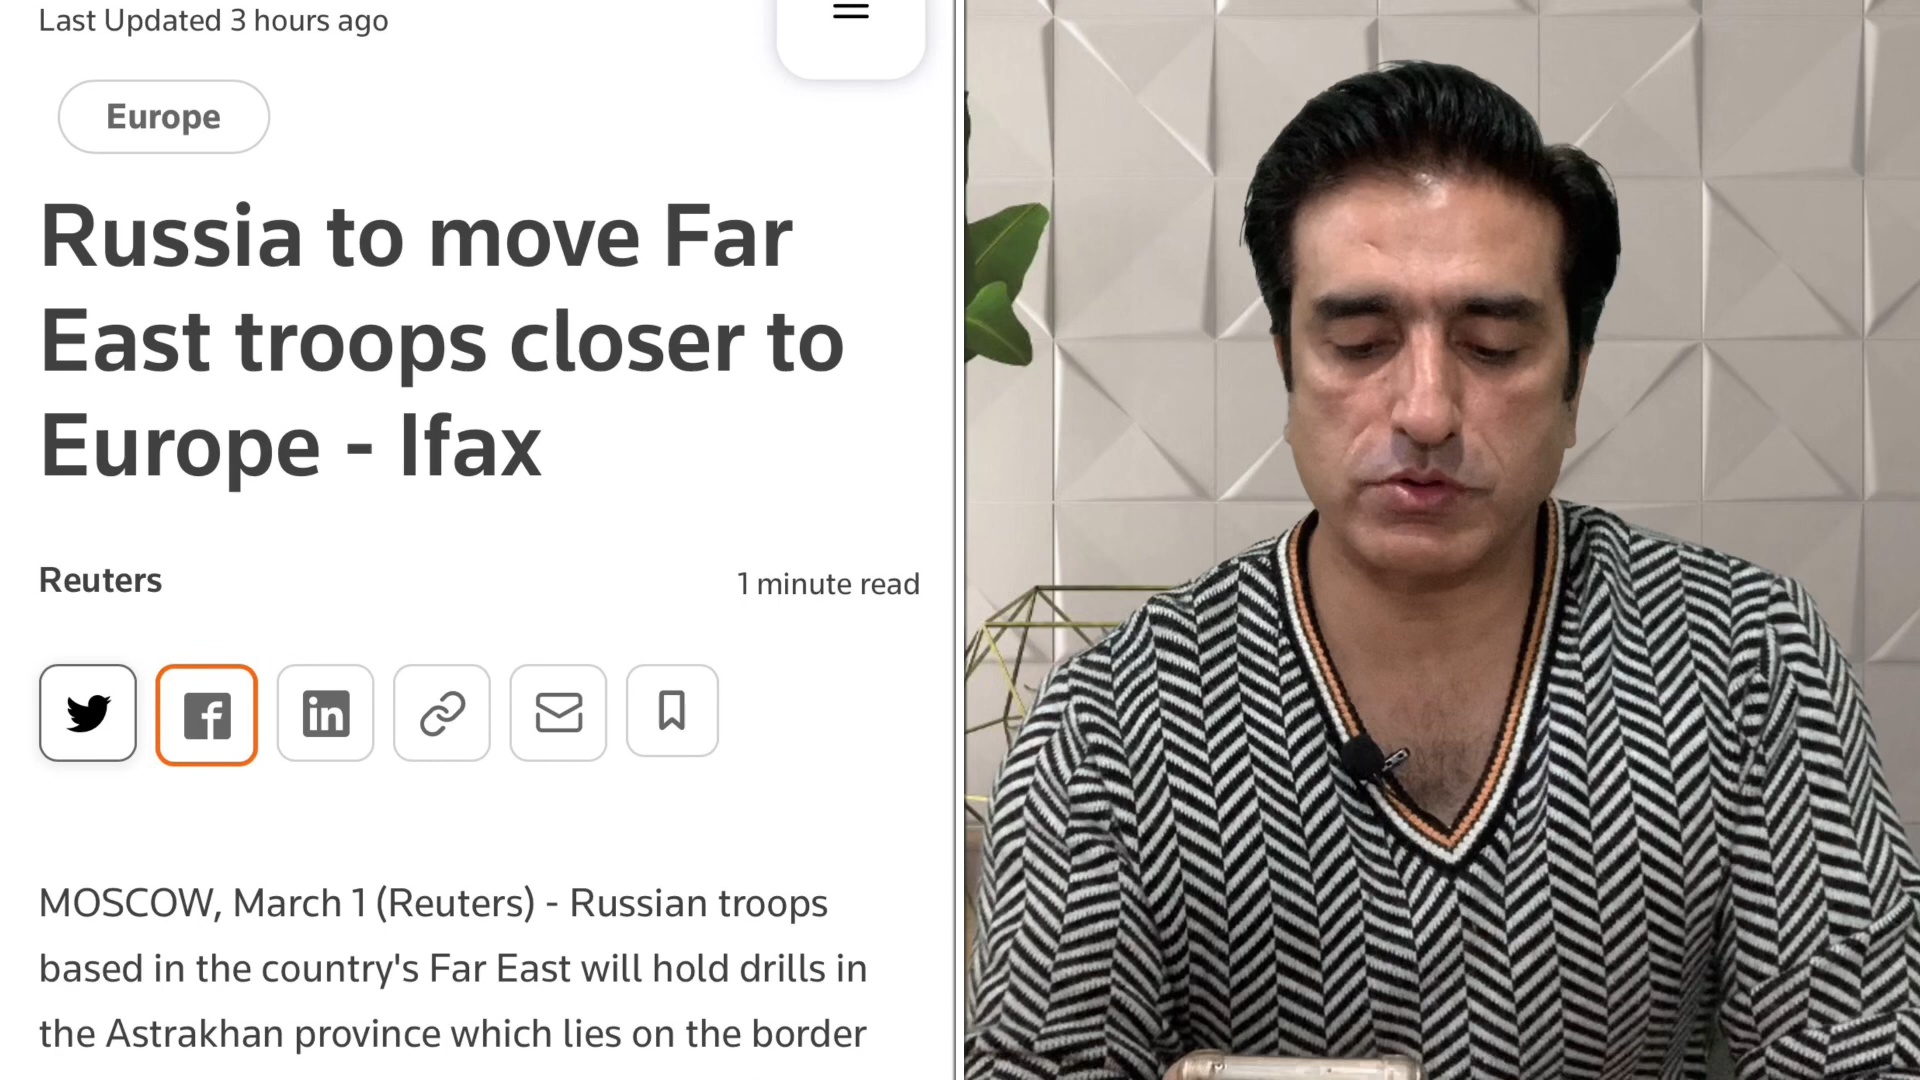 Last Updated 3 hours ago
Europe
Russia to move Far
East troops closer to
Europe - Ifax
Reuters
1 minute read
MOSCOW, March 1 (Reuters) - Russian troops
based in the country's Far East will hold drills in
the Astrakhan province which lies on the border